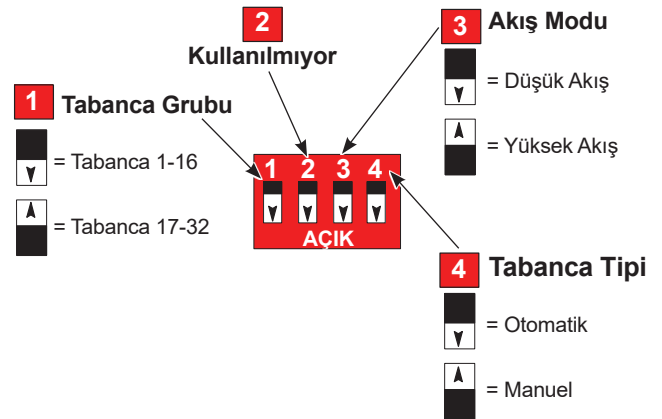 1 Tabanca Grubu
= Tabanca 1-16
= Tabanca 17-32
2
Kullanılmıyor
3 Akış Modu
= Düşük Akış
= Yüksek Akış
1 2 3 4
AÇIK
4 Tabanca Tipi
= Otomatik
= Manuel